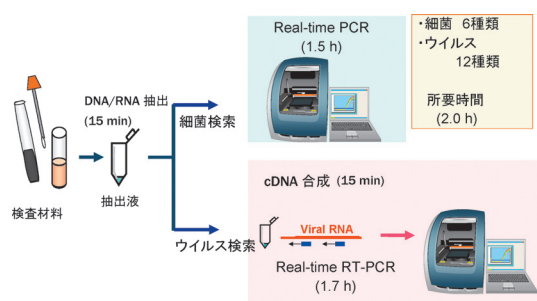 Real-time PCR
(1.5 h)
・細菌 6種類
・ウイルス
12種類
所要時間
(2.0 h)
DNA/RNA 抽出
(15 min)
細菌検索
検査材料
抽出液
ウイルス検索
cDNA 合成 (15 min)
Viral RNA
Real-time RT-PCR
(1.7 h)